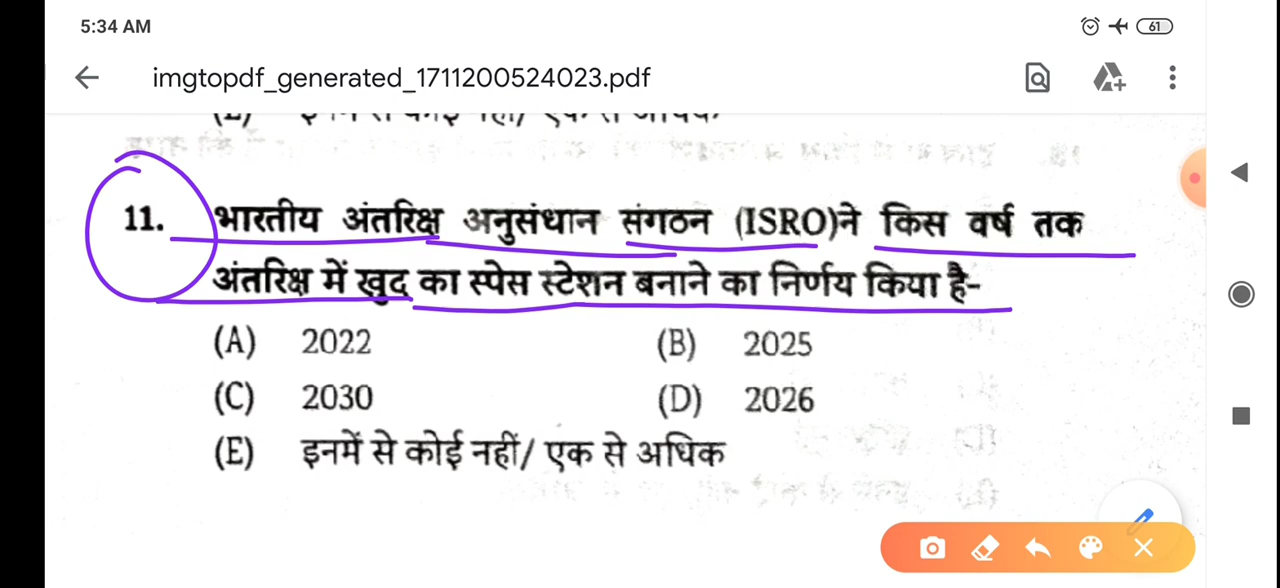 5:34 AM
61
imgtopdf_generated_1711200524023.pdf
11. भारतीय अंतरिक्ष अनुसंधान संगठन (ISRO)ने किस वर्ष तक
अंतरिक्ष में खुद का स्पेस स्टेशन बनाने का निर्णय किया है-
(A) 2022 (B) 2025
(C) 2030 (D) 2026
(E) इनमें से कोई नहीं/ एक से अधिक